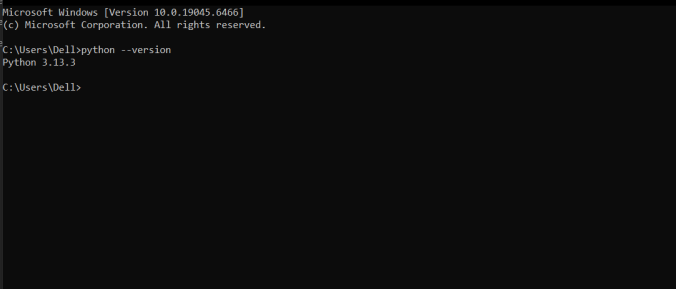 Microsoft Windows [Version 10.0.19045.6466]
(c) Microsoft Corporation. All rights reserved.
C:\Users\Dell>python --version
Python 3.13.3
C:\Users\Dell>